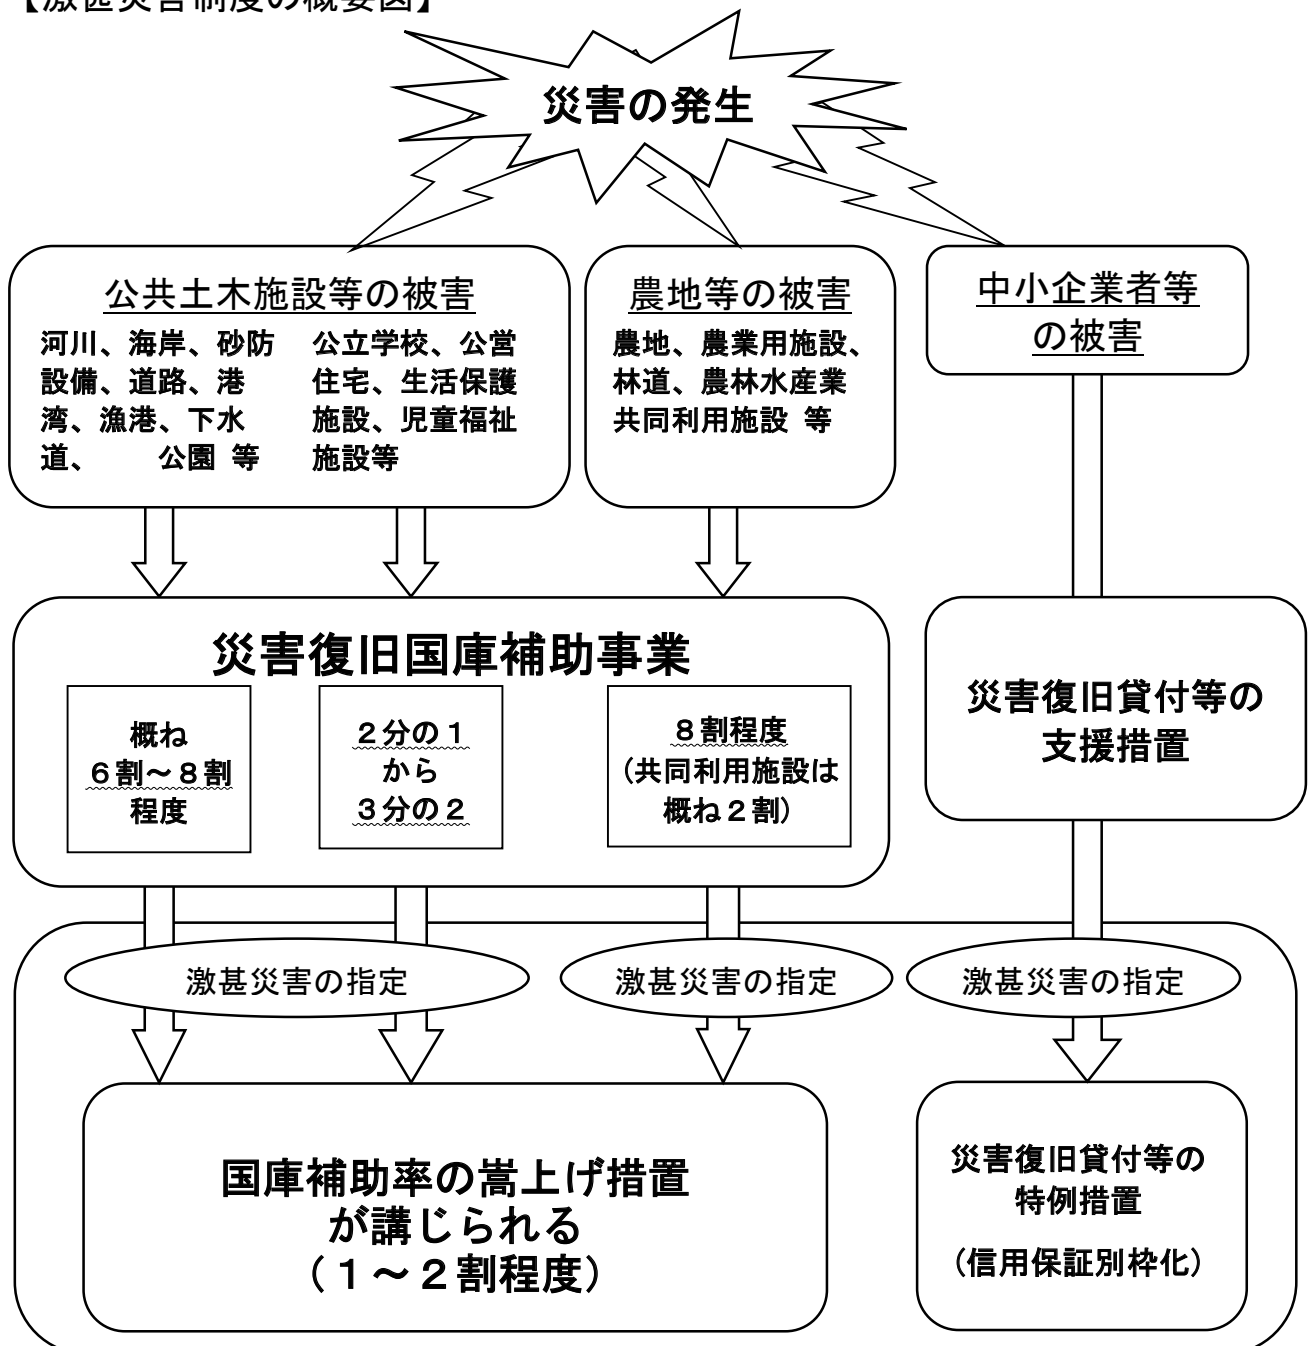 【激甚災害制度の概要図】
災害の発生
公共土木施設等の被害
河川、海岸、砂防
設備、道路、港
湾、漁港、下水
道、　　公園 等
公立学校、公営
住宅、生活保護
施設、児童福祉
施設等
農地等の被害
農地、農業用施設、
林道、農林水産業
共同利用施設 等
中小企業者等
の被害
災害復旧国庫補助事業
概ね
６割～８割
程度
２分の１
から
３分の２
８割程度
（共同利用施設は
概ね２割）
災害復旧貸付等の
支援措置
激甚災害の指定
激甚災害の指定
激甚災害の指定
国庫補助率の嵩上げ措置
が講じられる
（１～２割程度）
災害復旧貸付等の
特例措置
（信用保証別枠化）